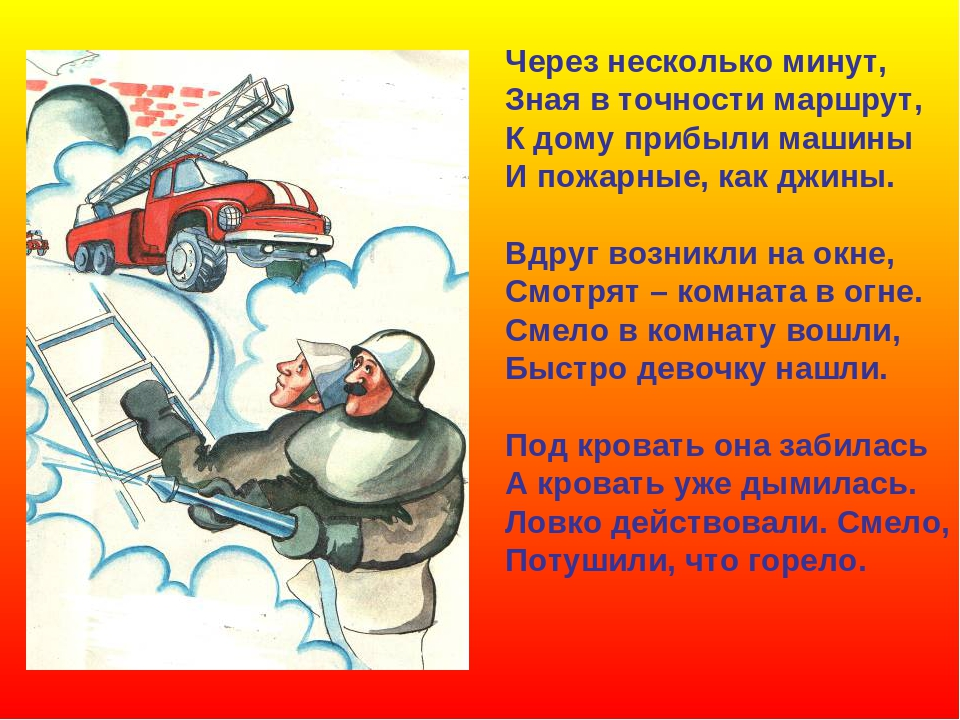 Через несколько минут,
Зная в точности маршрут,
К дому прибыли машины
И пожарные, как джины.

Вдруг возникли на окне,
Смотрят – комната в огне.
Смело в комнату вошли,
Быстро девочку нашли.

Под кровать она забилась
А кровать уже дымилась.
Ловко действовали. Смело,
Потушили, что горело.